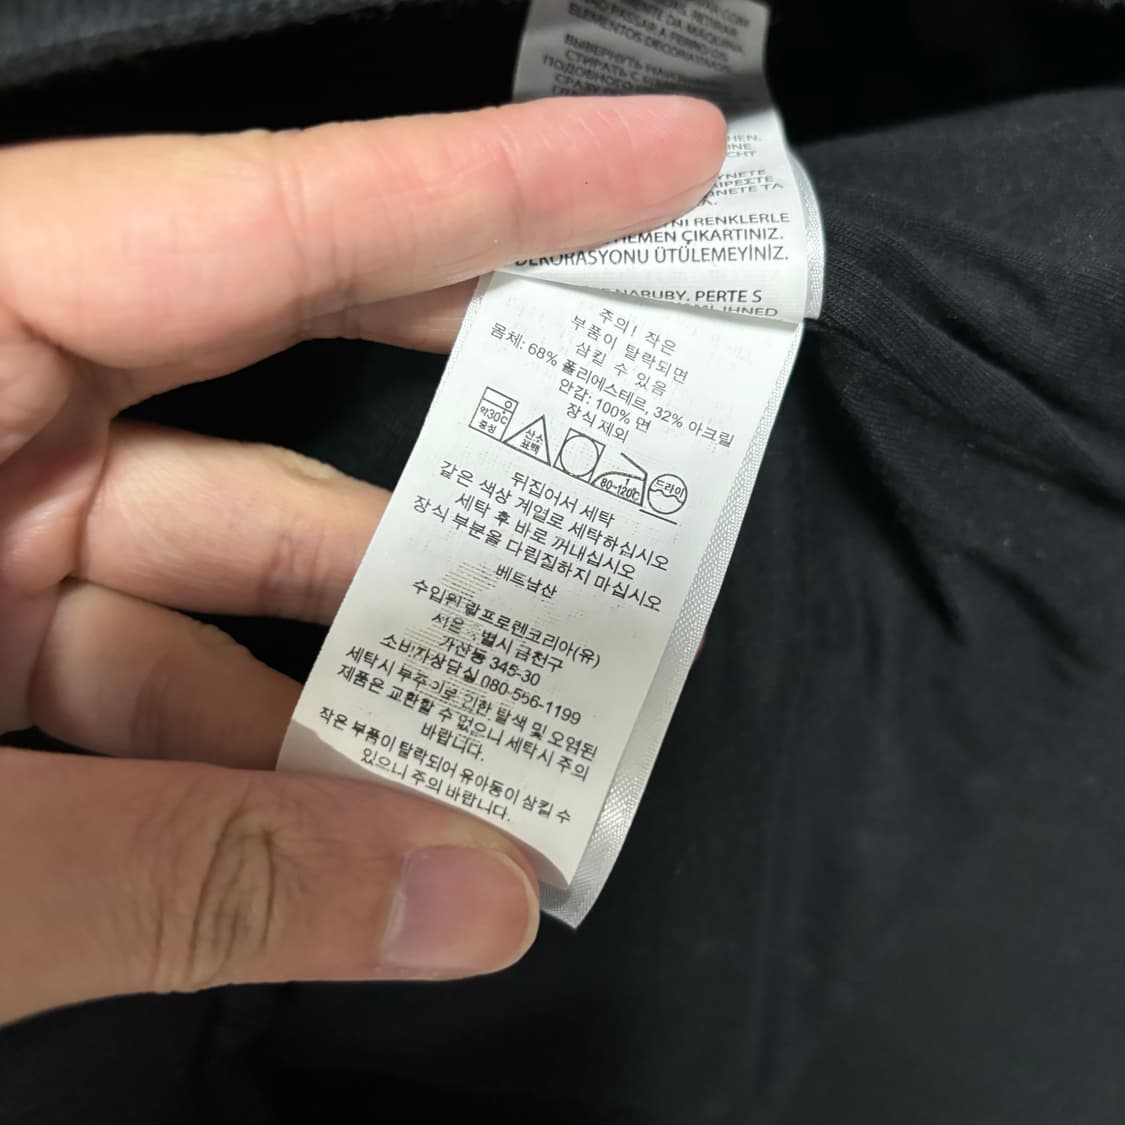 ELEMENTOS DECORATIVOS.
ВЫВЕРНУТЬ
СТИРАТЬ С
ПОДОБНОГО
СРАЗУ
RENKLERLE
ÇIKARTINIZ.
DEKORASYONU ÜTÜLEMEYİNİZ.
NARUBY. PERTE S
주의! 작은
부품이 탈락되면
삼킬 수 있음
몸체: 68% 폴리에스테르, 32% 아크릴
안감: 100% 면
장식제외
약30℃
중성
산소
표백
1
80~120℃
드라이
뒤집어서 세탁
같은 색상 계열로 세탁하십시오
세탁 후 바로 꺼내십시오
장식 부분을 다림질하지 마십시오
베트남산
수입원 랄프로렌코리아(유)
별시 금천구
가산동 345-30
소비자상담실 080-556-1199
세탁시 부주의로 인한 탈색 및 오염된
제품은 교환할 수 없으니 세탁시 주의
바랍니다.
작은 부품이 탈락되어 유아동이 삼킬 수
있으니 주의 바랍니다.